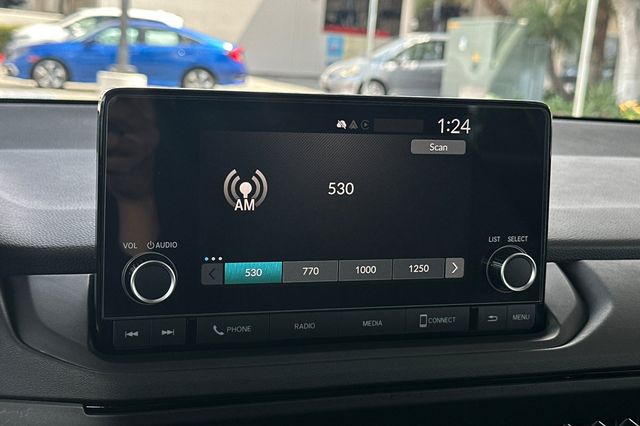 1:24
Scan
530
AM
VOL AUDIO
LIST SELECT
530 770 1000 1250
PHONE RADIO MEDIA CONNECT MENU